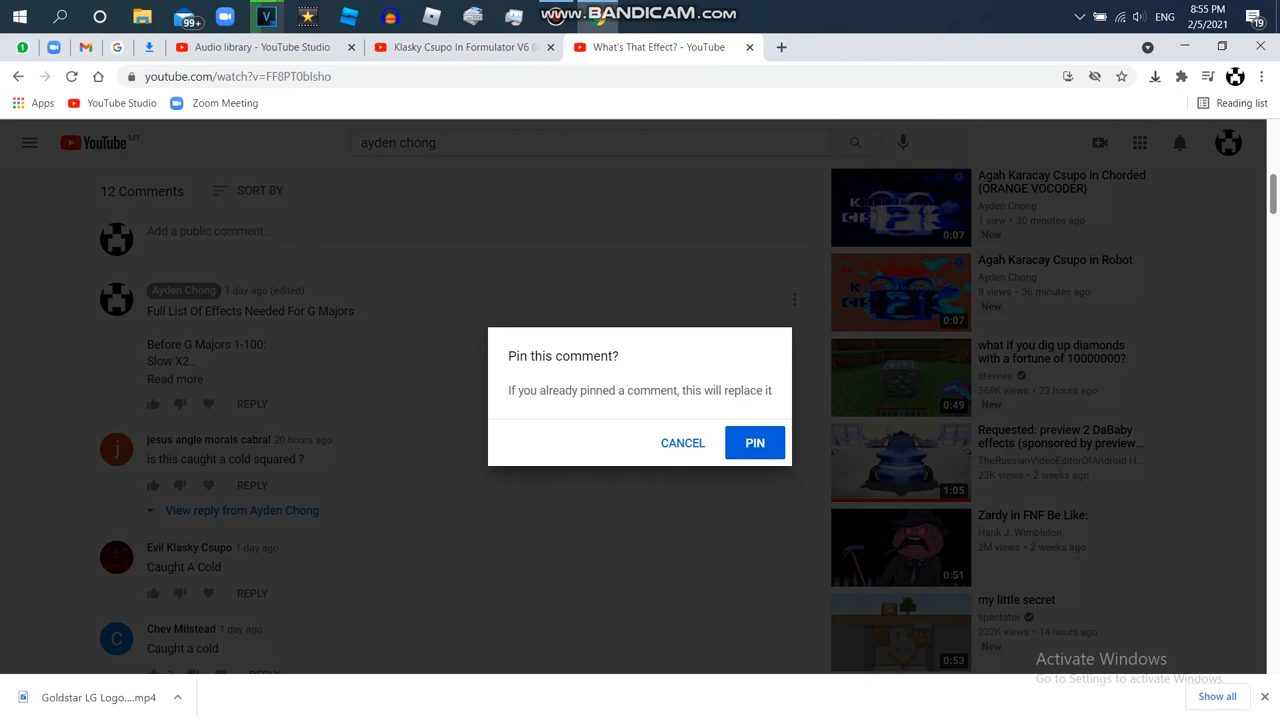 www.BANDICAM.com
99+
ENG
8:55 PM
2/5/2021
19
Audio library - YouTube Studio
Klasky Csupo In Formulator V6 (
What's That Effect? - YouTube
youtube.com/watch?v=FF8PT0bIsho
Apps
YouTube Studio
Zoom Meeting
Reading list
YouTube MY
ayden chong
12 Comments
SORT BY
Add a public comment...
Ayden Chong 1 day ago (edited)
Full List Of Effects Needed For G Majors
Before G Majors 1-100:
Slow X2..
Read more
REPLY
jesus angle morals cabral 20 hours ago
is this caught a cold squared ?
REPLY
View reply from Ayden Chong
Evil Klasky Csupo 1 day ago
Caught A Cold
REPLY
Chev Milstead 1 day ago
Caught a cold
REPLY
Pin this comment?
If you already pinned a comment, this will replace it
CANCEL
PIN
Agah Karacay Csupo in Chorded
{ORANGE VOCODER}
Ayden Chong
1 view • 30 minutes ago
New
0:07
Agah Karacay Csupo in Robot
Ayden Chong
8 views • 36 minutes ago
New
0:07
what if you dig up diamonds
with a fortune of 10000000?
steveee
369K views • 23 hours ago
New
0:49
Requested: preview 2 DaBaby
effects (sponsored by preview...
TheRussianVideoEditorOfAndroid H...
23K views • 2 weeks ago
1:05
Zardy in FNF Be Like:
Hank J. Wimbleton
2M views • 2 weeks ago
0:51
my little secret
spectator
232K views • 14 hours ago
New
0:53
Activate Windows
Go to Settings to activate Windows.
Goldstar LG Logo....mp4
Show all